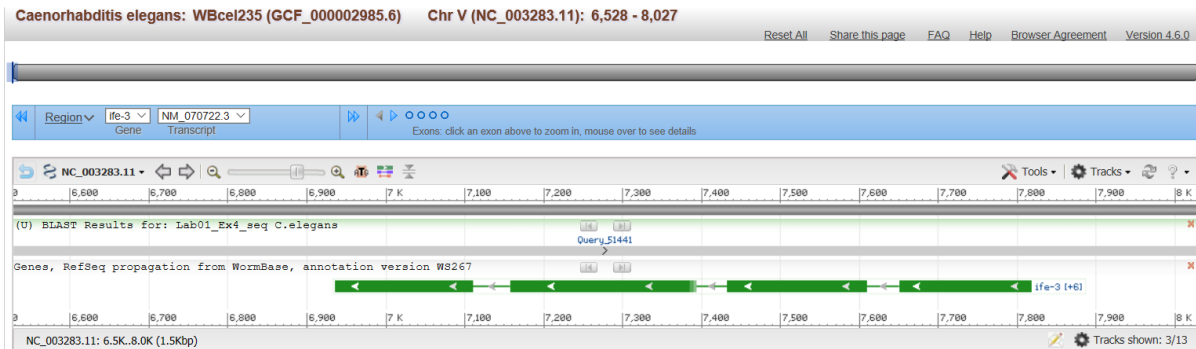 Caenorhabditis elegans: WBcel235 (GCF_000002985.6) Chr V (NC_003283.11): 6,528 - 8,027
Reset All Share this page FAQ Help Browser Agreement Version 4.6.0
Region ife-3 NM_070722.3
Gene Transcript Exons: click an exon above to zoom in, mouse over to see details
NC_003283.11 Tools Tracks ?
6,600 6,700 6,800 6,900 7 K 7,100 7,200 7,300 7,400 7,500 7,600 7,700 7,800 7,900 8 K
(U) BLAST Results for: Lab01_Ex4_seq C.elegans
Query_51441
Genes, RefSeq propagation from WormBase, annotation version WS267
ife-3 [+6]
6,600 6,700 6,800 6,900 7 K 7,100 7,200 7,300 7,400 7,500 7,600 7,700 7,800 7,900 8 K
NC_003283.11: 6.5K..8.0K (1.5Kbp) Tracks shown: 3/13